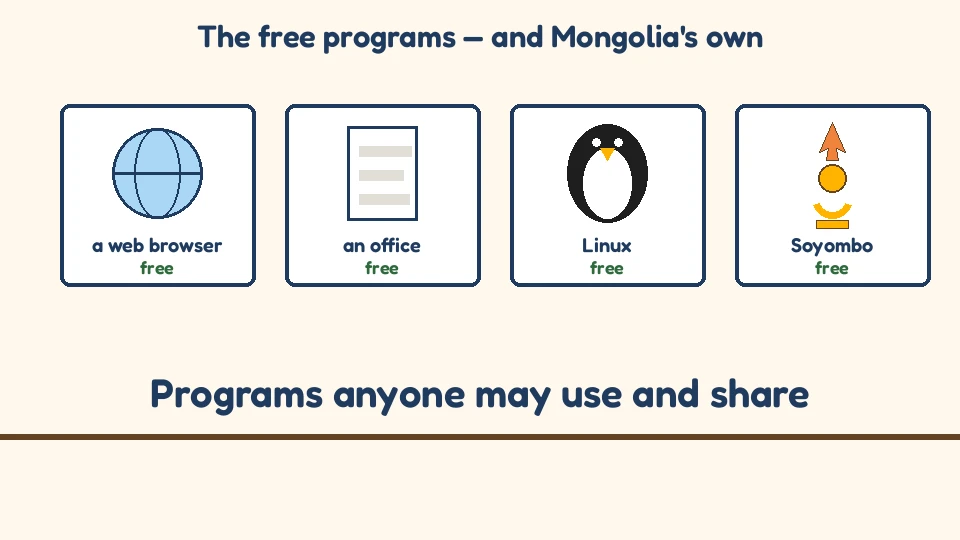 The free programs — and Mongolia's own
a web browser
free
an office
free
Linux
free
Soyombo
free
Programs anyone may use and share